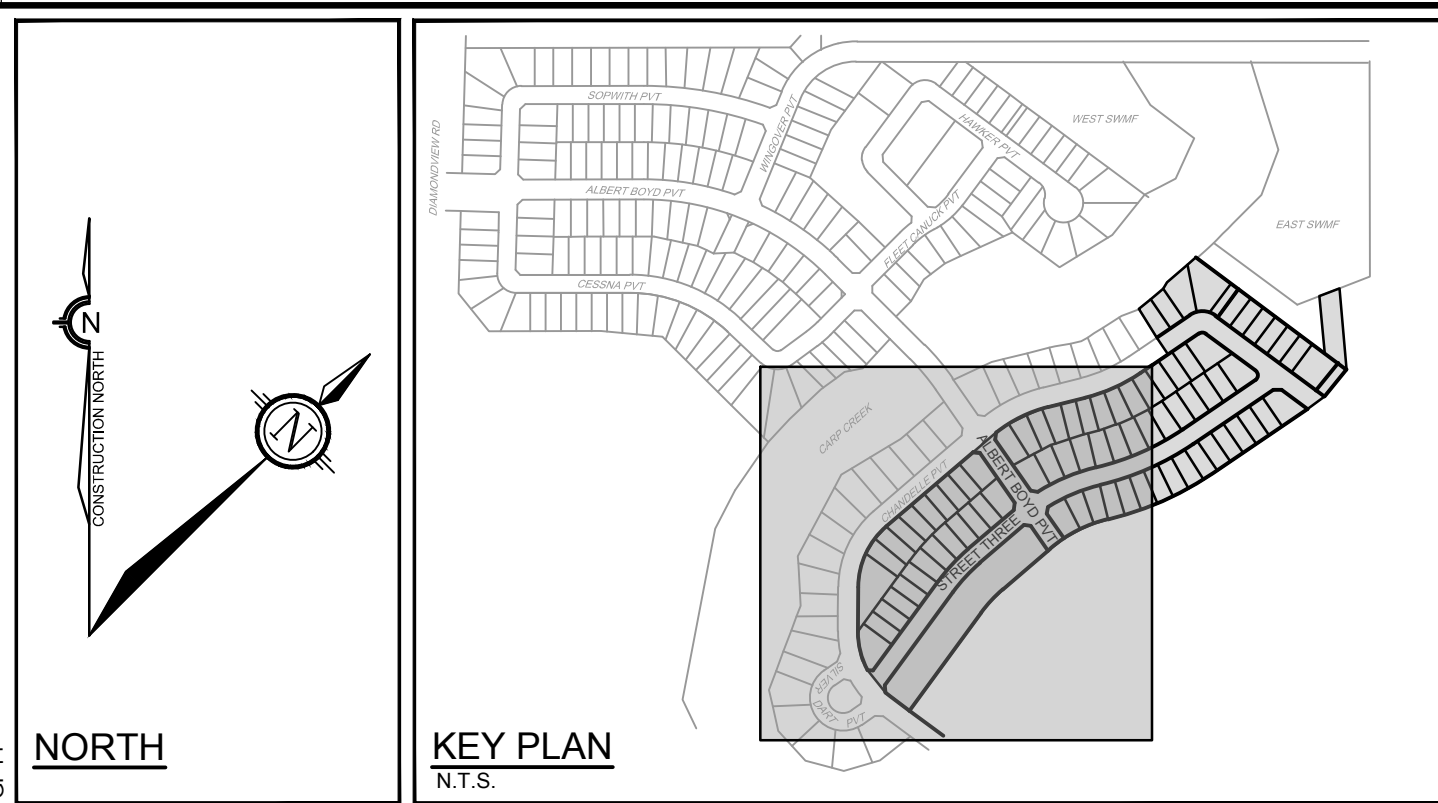 N
CONSTRUCTION NORTH
N
NORTH
SOPWITH PVT
WINGOVER PVT
HAWKER PVT
WEST SWMF
DIAMONDVIEW RD
ALBERT BOYD PVT
FLEET CANUCK PVT
EAST SWMF
CESSNA PVT
CARP CREEK
CHANDELLE PVT
ALBERT BOYD PVT
STREET THREE
SILVER
DART PVT
KEY PLAN
N.T.S.